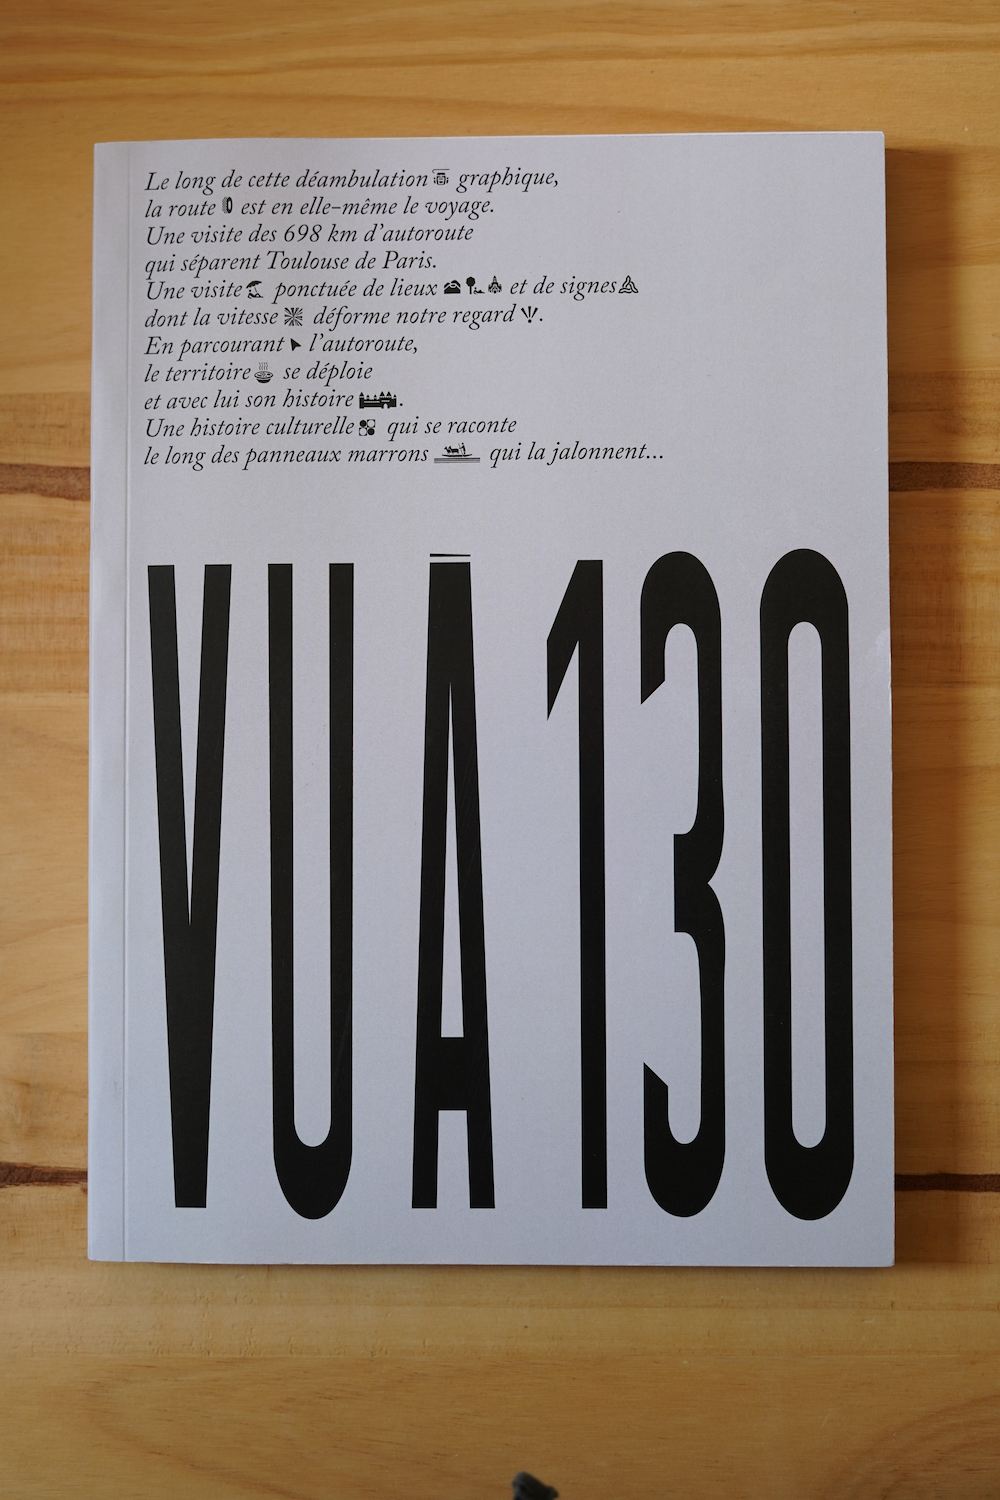 Le long de cette déambulation graphique,
la route est en elle-même le voyage.
Une visite des 698 km d'autoroute
qui séparent Toulouse de Paris.
Une visite ponctuée de lieux et de signes
dont la vitesse déforme notre regard.
En parcourant l'autoroute,
le territoire se déploie
et avec lui son histoire.
Une histoire culturelle qui se raconte
le long des panneaux marrons qui la jalonnent...
VU À 130